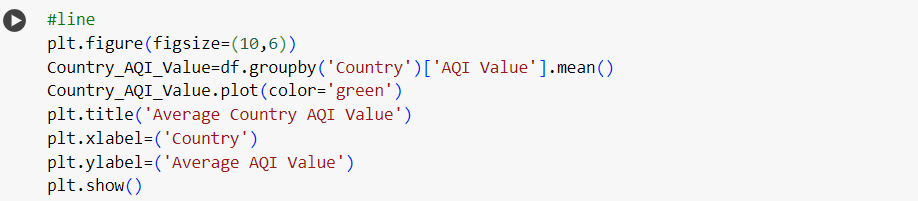 #line
plt.figure(figsize=(10,6))
Country_AQI_Value=df.groupby('Country')['AQI Value'].mean()
Country_AQI_Value.plot(color='green')
plt.title('Average Country AQI Value')
plt.xlabel=('Country')
plt.ylabel=('Average AQI Value')
plt.show()